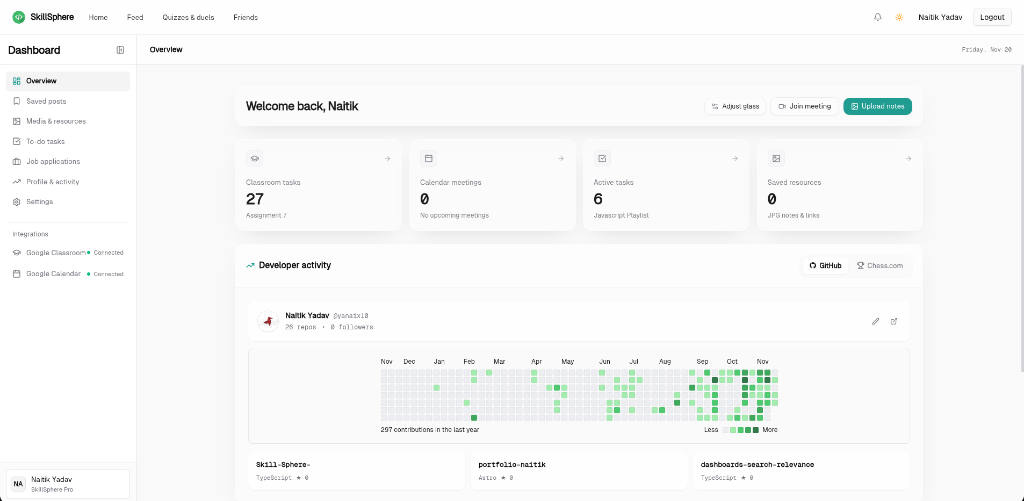 SkillSphere
Home
Feed
Quizzes & duels
Friends
Naitik Yadav
Logout
Dashboard
Overview
Saved posts
Media & resources
To-do tasks
Job applications
Profile & activity
Settings
Integrations
Google Classroom Connected
Google Calendar Connected
NA
Naitik Yadav
SkillSphere Pro
Overview
Friday, Nov 20
Welcome back, Naitik
Adjust glass
Join meeting
Upload notes
Classroom tasks
27
Assignment 7
Calendar meetings
0
No upcoming meetings
Active tasks
6
Javascript Playlist
Saved resources
0
JPG notes & links
Developer activity
GitHub
Chess.com
Naitik Yadav @yanaix10
26 repos • 0 followers
Nov Dec Jan Feb Mar Apr May Jun Jul Aug Sep Oct Nov
297 contributions in the last year
Less More
Skill-Sphere-
TypeScript ★ 0
portfolio-naitik
Astro ★ 0
dashboards-search-relevance
TypeScript ★ 0